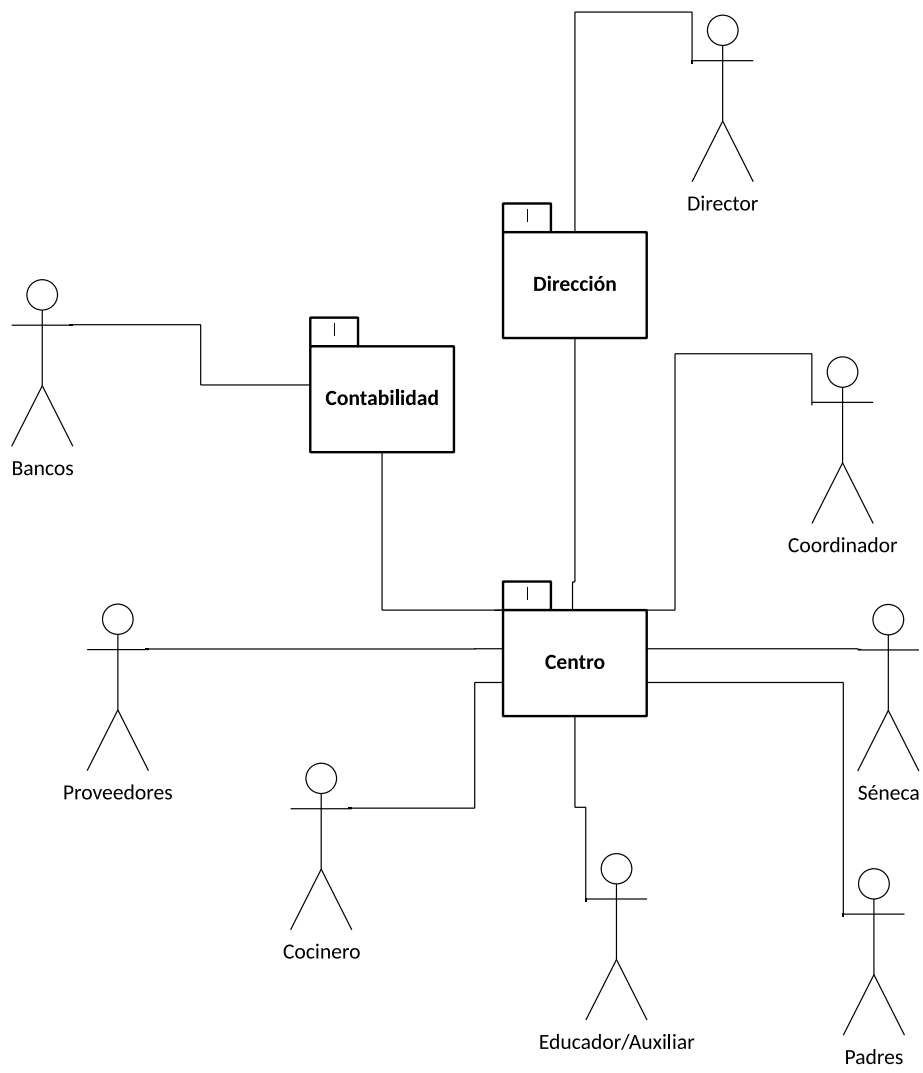 Director
Dirección
Contabilidad
Bancos
Coordinador
Centro
Proveedores
Séneca
Cocinero
Educador/Auxiliar
Padres